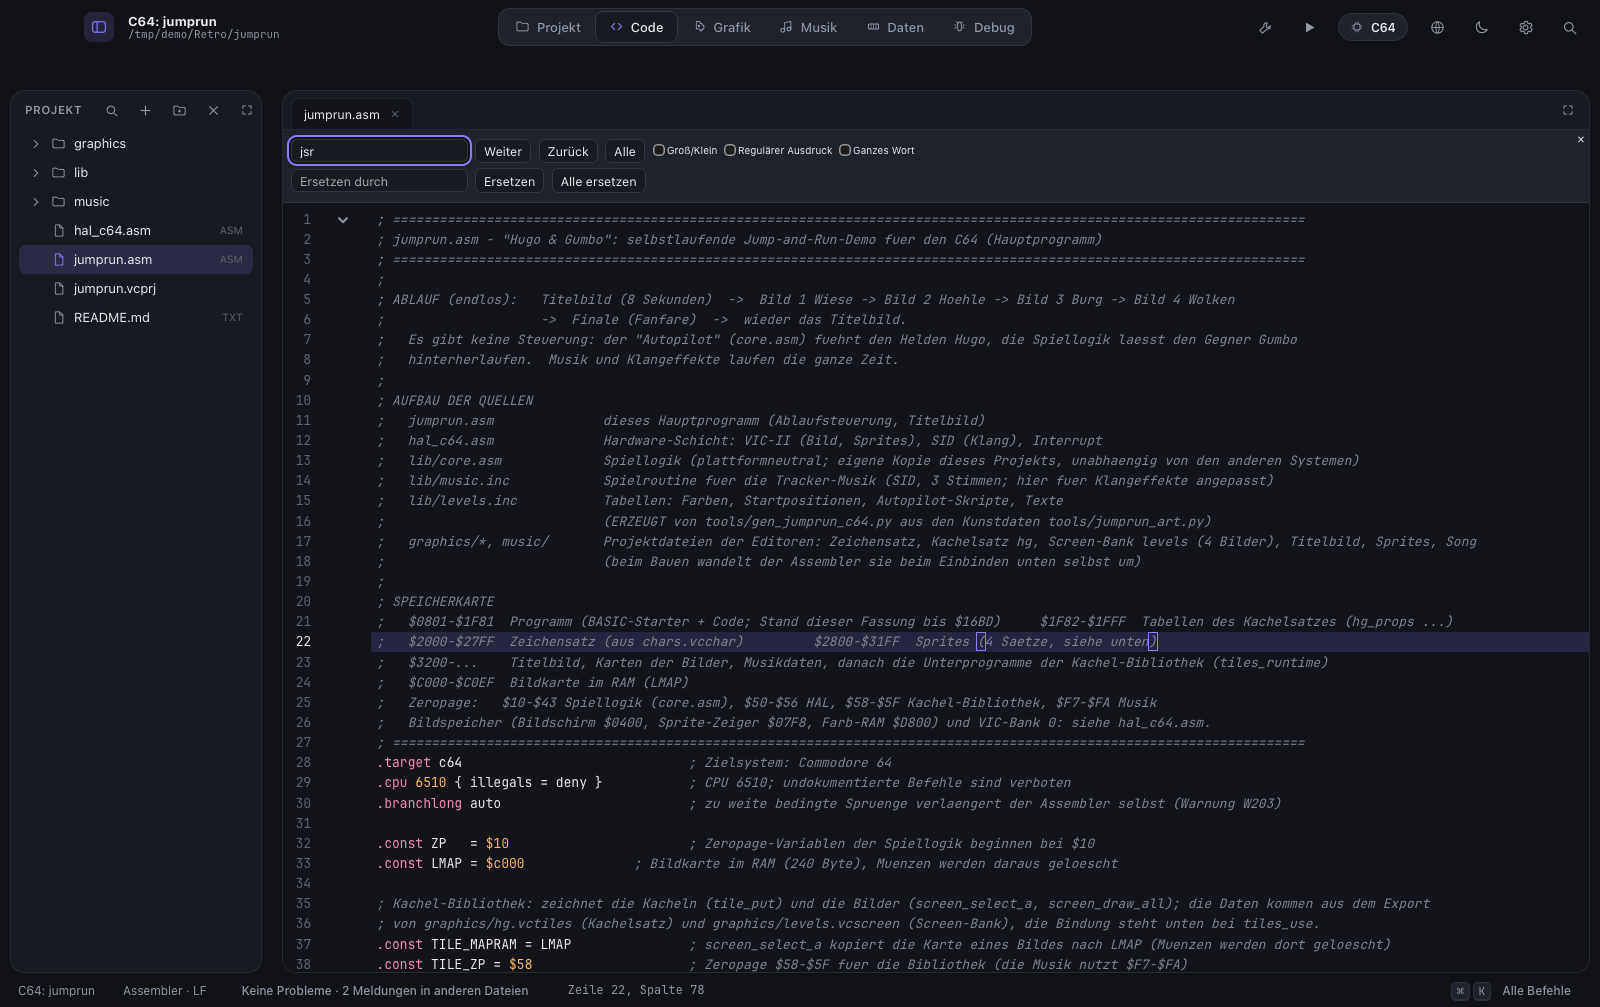 C64: jumprun
/tmp/demo/Retro/jumprun
Projekt
Code
Grafik
Musik
Daten
Debug
C64
PROJEKT
graphics
lib
music
hal_c64.asm ASM
jumprun.asm ASM
jumprun.vcprj
README.md TXT
jumprun.asm ×
jsr
Weiter
Zurück
Alle
Groß/Klein
Regulärer Ausdruck
Ganzes Wort
×
Ersetzen durch
Ersetzen
Alle ersetzen
1 ; =====================================================================================================================
2 ; jumprun.asm - "Hugo & Gumbo": selbstlaufende Jump-and-Run-Demo fuer den C64 (Hauptprogramm)
3 ; =====================================================================================================================
4 ;
5 ; ABLAUF (endlos):   Titelbild (8 Sekunden)  ->  Bild 1 Wiese -> Bild 2 Hoehle -> Bild 3 Burg -> Bild 4 Wolken
6 ;                    ->  Finale (Fanfare)  ->  wieder das Titelbild.
7 ;   Es gibt keine Steuerung: der "Autopilot" (core.asm) fuehrt den Helden Hugo, die Spiellogik laesst den Gegner Gumbo
8 ;   hinterherlaufen.  Musik und Klangeffekte laufen die ganze Zeit.
9 ;
10 ; AUFBAU DER QUELLEN
11 ;   jumprun.asm              dieses Hauptprogramm (Ablaufsteuerung, Titelbild)
12 ;   hal_c64.asm              Hardware-Schicht: VIC-II (Bild, Sprites), SID (Klang), Interrupt
13 ;   lib/core.asm             Spiellogik (plattformneutral; eigene Kopie dieses Projekts, unabhaengig von den anderen Systemen)
14 ;   lib/music.inc            Spielroutine fuer die Tracker-Musik (SID, 3 Stimmen; hier fuer Klangeffekte angepasst)
15 ;   lib/levels.inc           Tabellen: Farben, Startpositionen, Autopilot-Skripte, Texte
16 ;                            (ERZEUGT von tools/gen_jumprun_c64.py aus den Kunstdaten tools/jumprun_art.py)
17 ;   graphics/*, music/       Projektdateien der Editoren: Zeichensatz, Kachelsatz hg, Screen-Bank levels (4 Bilder), Titelbild, Sprites, Song
18 ;                            (beim Bauen wandelt der Assembler sie beim Einbinden unten selbst um)
19 ;
20 ; SPEICHERKARTE
21 ;   $0801-$1F81  Programm (BASIC-Starter + Code; Stand dieser Fassung bis $16BD)     $1F82-$1FFF  Tabellen des Kachelsatzes (hg_props ...)
22 ;   $2000-$27FF  Zeichensatz (aus chars.vcchar)         $2800-$31FF  Sprites (4 Saetze, siehe unten)
23 ;   $3200-...    Titelbild, Karten der Bilder, Musikdaten, danach die Unterprogramme der Kachel-Bibliothek (tiles_runtime)
24 ;   $C000-$C0EF  Bildkarte im RAM (LMAP)
25 ;   Zeropage:   $10-$43 Spiellogik (core.asm), $50-$56 HAL, $58-$5F Kachel-Bibliothek, $F7-$FA Musik
26 ;   Bildspeicher (Bildschirm $0400, Sprite-Zeiger $07F8, Farb-RAM $D800) und VIC-Bank 0: siehe hal_c64.asm.
27 ; =====================================================================================================================
28 .target c64                             ; Zielsystem: Commodore 64
29 .cpu 6510 { illegals = deny }           ; CPU 6510; undokumentierte Befehle sind verboten
30 .branchlong auto                        ; zu weite bedingte Spruenge verlaengert der Assembler selbst (Warnung W203)
31
32 .const ZP   = $10                       ; Zeropage-Variablen der Spiellogik beginnen bei $10
33 .const LMAP = $c000              ; Bildkarte im RAM (240 Byte), Muenzen werden daraus geloescht
34
35 ; Kachel-Bibliothek: zeichnet die Kacheln (tile_put) und die Bilder (screen_select_a, screen_draw_all); die Daten kommen aus dem Export
36 ; von graphics/hg.vctiles (Kachelsatz) und graphics/levels.vcscreen (Screen-Bank), die Bindung steht unten bei tiles_use.
37 .const TILE_MAPRAM = LMAP               ; screen_select_a kopiert die Karte eines Bildes nach LMAP (Muenzen werden dort geloescht)
38 .const TILE_ZP = $58                    ; Zeropage $58-$5F fuer die Bibliothek (die Musik nutzt $F7-$FA)
C64: jumprun
Assembler · LF
Keine Probleme · 2 Meldungen in anderen Dateien
Zeile 22, Spalte 78
⌘ K Alle Befehle